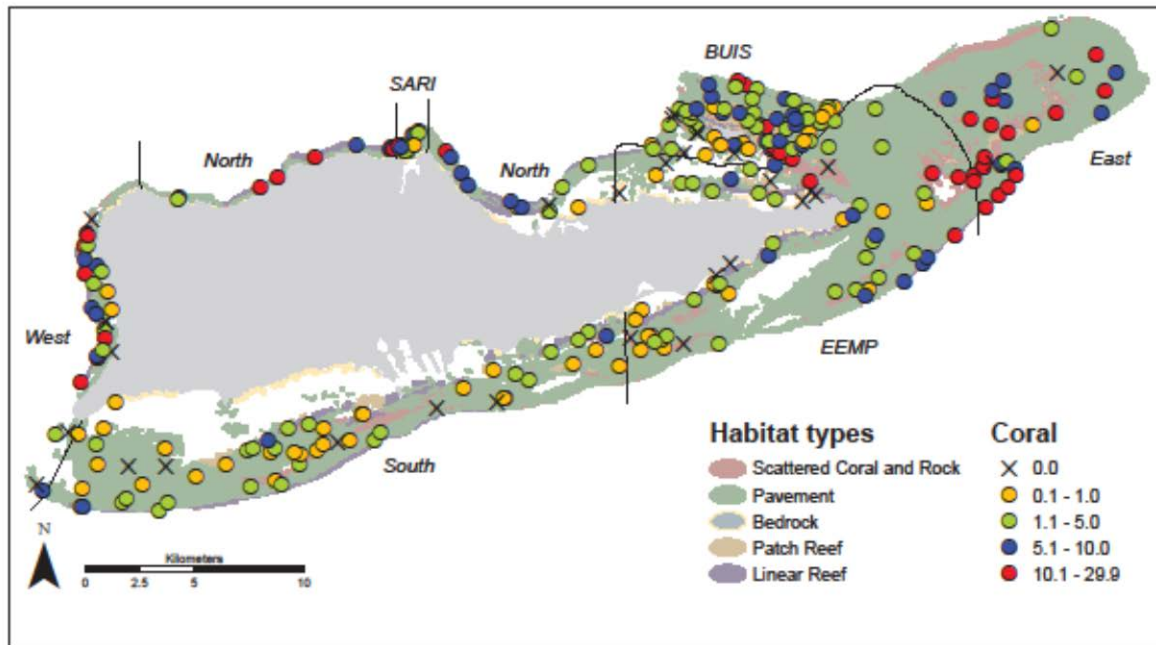 BUIS
SARI
North
North
East
West
EEMP
South
Habitat types
Scattered Coral and Rock
Pavement
Bedrock
Patch Reef
Linear Reef
Coral
0.0
0.1 - 1.0
1.1 - 5.0
5.1 - 10.0
10.1 - 29.9
N
Kilometers
0 2.5 5 10